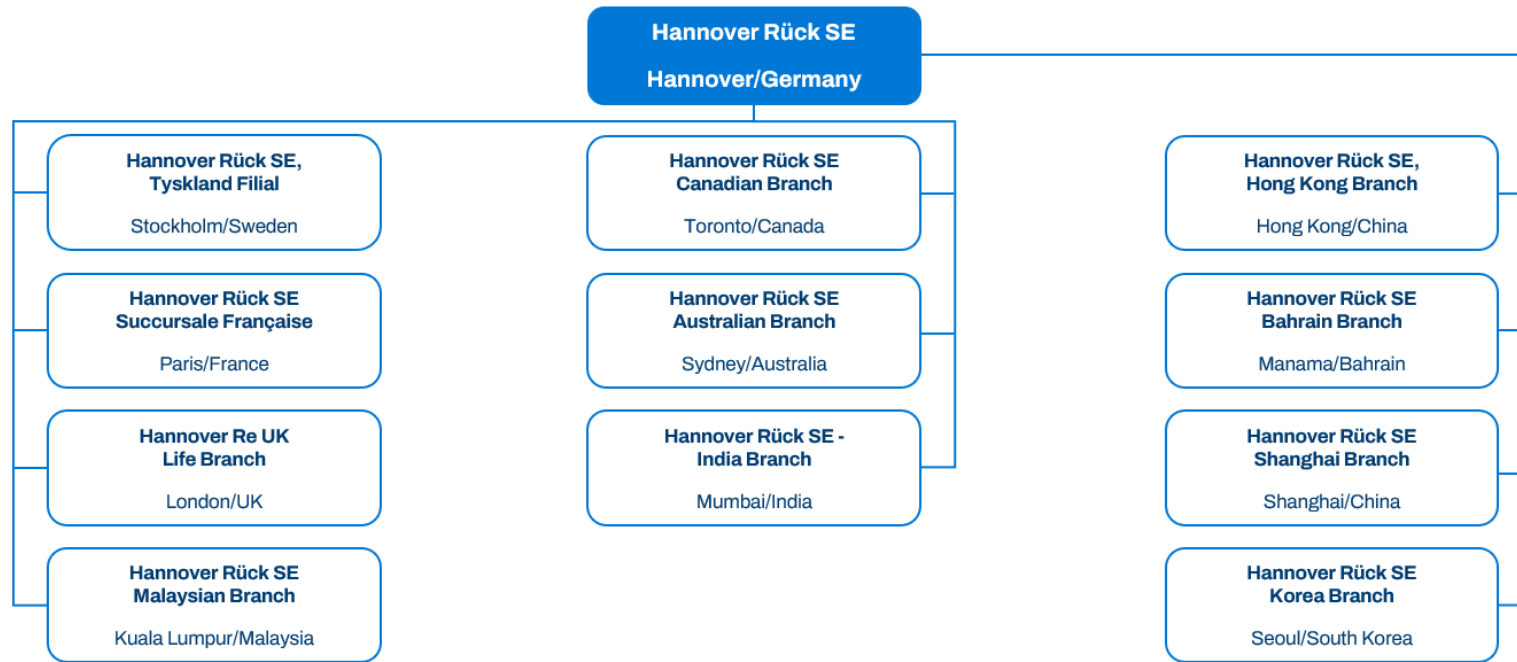 Hannover Rück SE
Hannover/Germany
Hannover Rück SE,
Tyskland Filial
Stockholm/Sweden
Hannover Rück SE
Succursale Française
Paris/France
Hannover Re UK
Life Branch
London/UK
Hannover Rück SE
Malaysian Branch
Kuala Lumpur/Malaysia
Hannover Rück SE
Canadian Branch
Toronto/Canada
Hannover Rück SE
Australian Branch
Sydney/Australia
Hannover Rück SE -
India Branch
Mumbai/India
Hannover Rück SE,
Hong Kong Branch
Hong Kong/China
Hannover Rück SE
Bahrain Branch
Manama/Bahrain
Hannover Rück SE
Shanghai Branch
Shanghai/China
Hannover Rück SE
Korea Branch
Seoul/South Korea